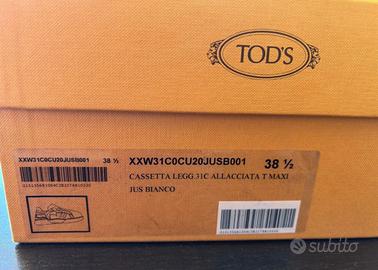 TOD'S
XXW31C0CU20JUSB001 38 ½
XXW31C0CU20JUSB001 38 ½
CASSETTA LEGG.31C ALLACCIATA T MAXI
JUS BIANCO
subito